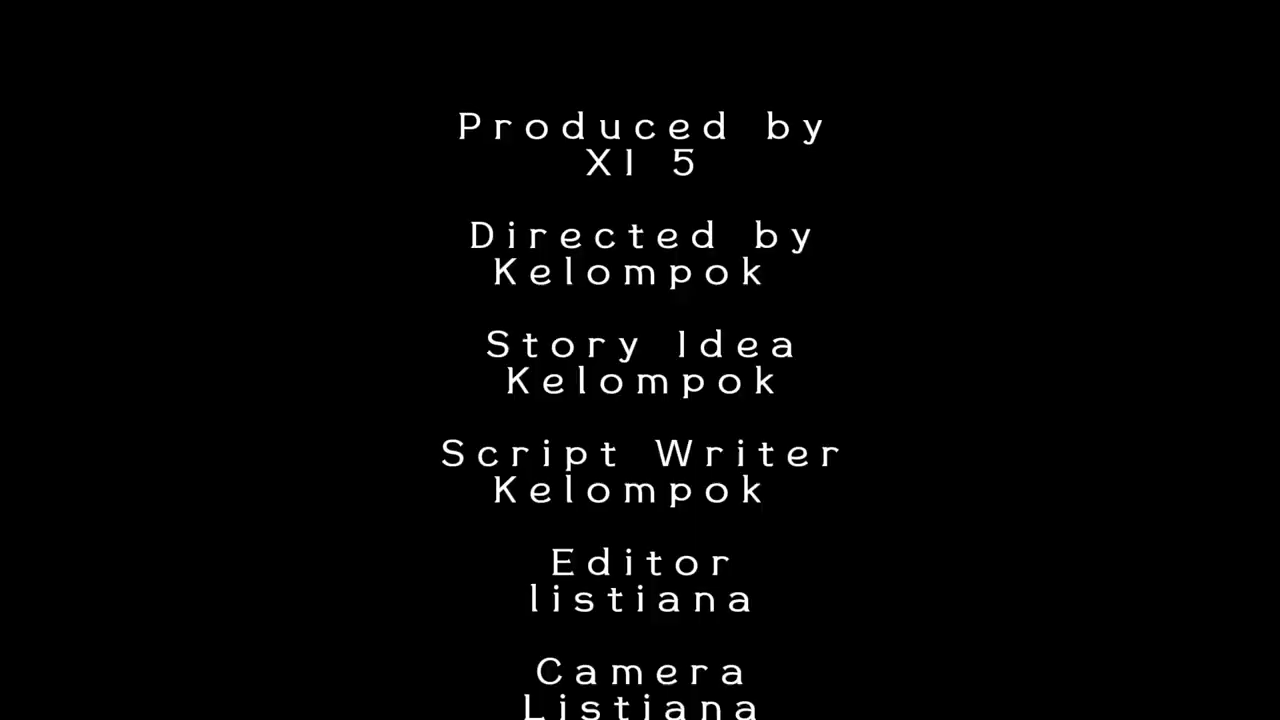 Produced by
XI 5
Directed by
Kelompok
Story Idea
Kelompok
Script Writer
Kelompok
Editor
listiana
Camera
Listiana